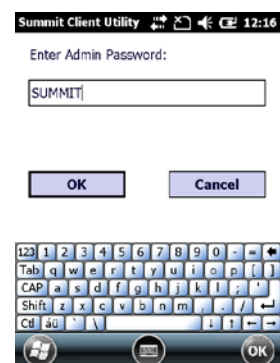 Summit Client Utility 12:16
Enter Admin Password:
SUMMIT
OK Cancel
123 1 2 3 4 5 6 7 8 9 0 - =
Tab q w e r t y u i o p [ ]
CAP a s d f g h j k l ; '
Shift z x c v b n m , . /
Ctl áü ` \
OK